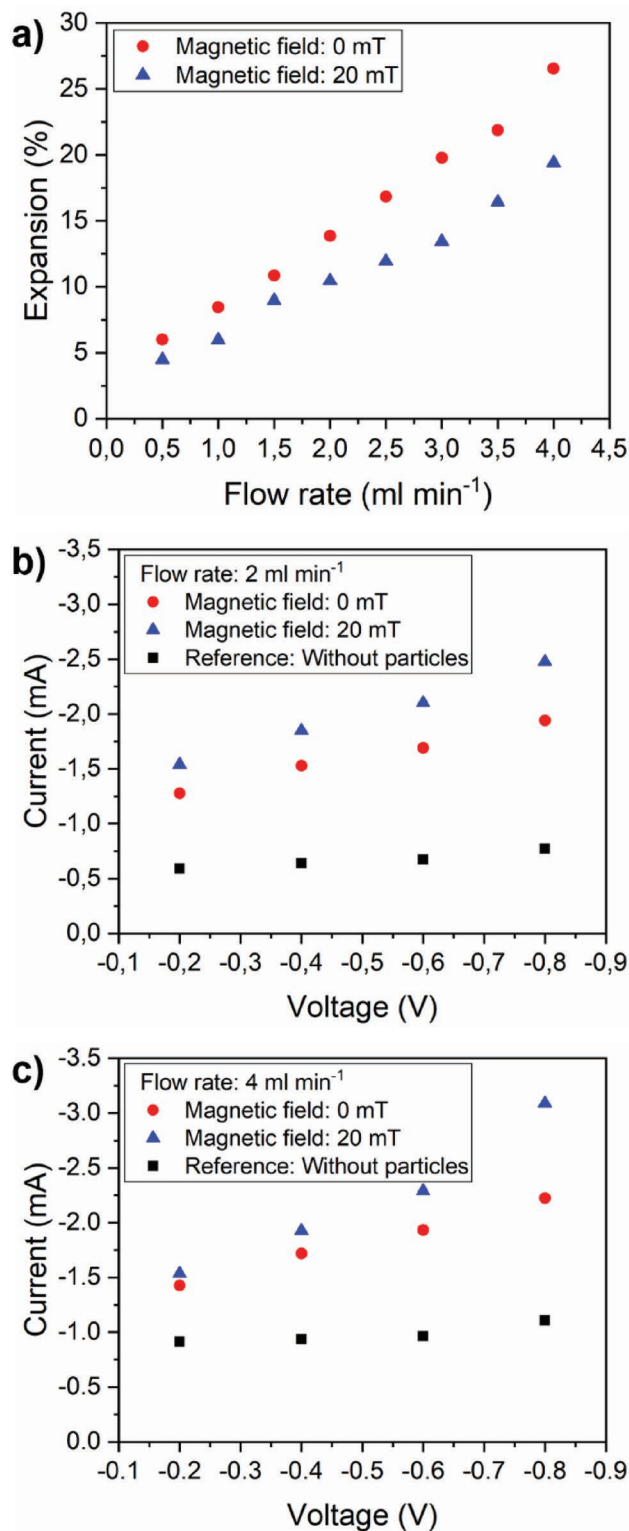 a)
Magnetic field: 0 mT
Magnetic field: 20 mT
Expansion (%)
30
25
20
15
10
5
0
0,0 0,5 1,0 1,5 2,0 2,5 3,0 3,5 4,0 4,5
Flow rate (ml min⁻¹)
b)
Flow rate: 2 ml min⁻¹
Magnetic field: 0 mT
Magnetic field: 20 mT
Reference: Without particles
Current (mA)
-3,5
-3,0
-2,5
-2,0
-1,5
-1,0
-0,5
0,0
-0,1 -0,2 -0,3 -0,4 -0,5 -0,6 -0,7 -0,8 -0,9
Voltage (V)
c)
Flow rate: 4 ml min⁻¹
Magnetic field: 0 mT
Magnetic field: 20 mT
Reference: Without particles
Current (mA)
-3.5
-3.0
-2.5
-2.0
-1.5
-1.0
-0.5
0.0
-0.1 -0.2 -0.3 -0.4 -0.5 -0.6 -0.7 -0.8 -0.9
Voltage (V)